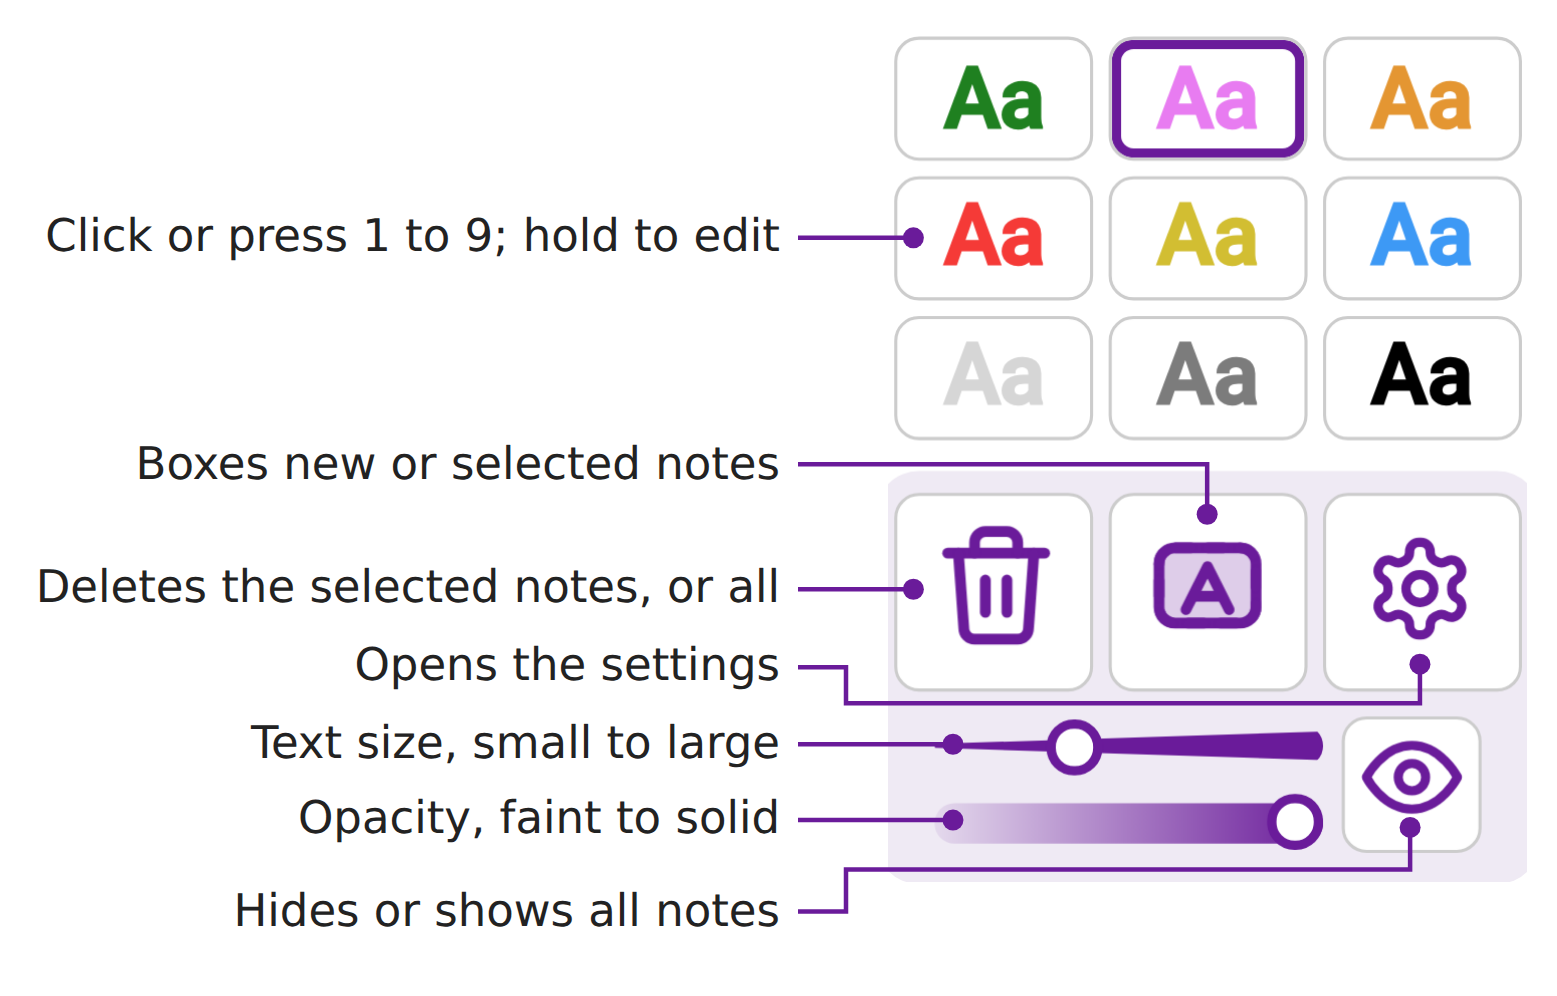 Aa Aa Aa
Click or press 1 to 9; hold to edit
Aa Aa Aa
Aa Aa Aa
Boxes new or selected notes
A
Deletes the selected notes, or all
Opens the settings
Text size, small to large
Opacity, faint to solid
Hides or shows all notes